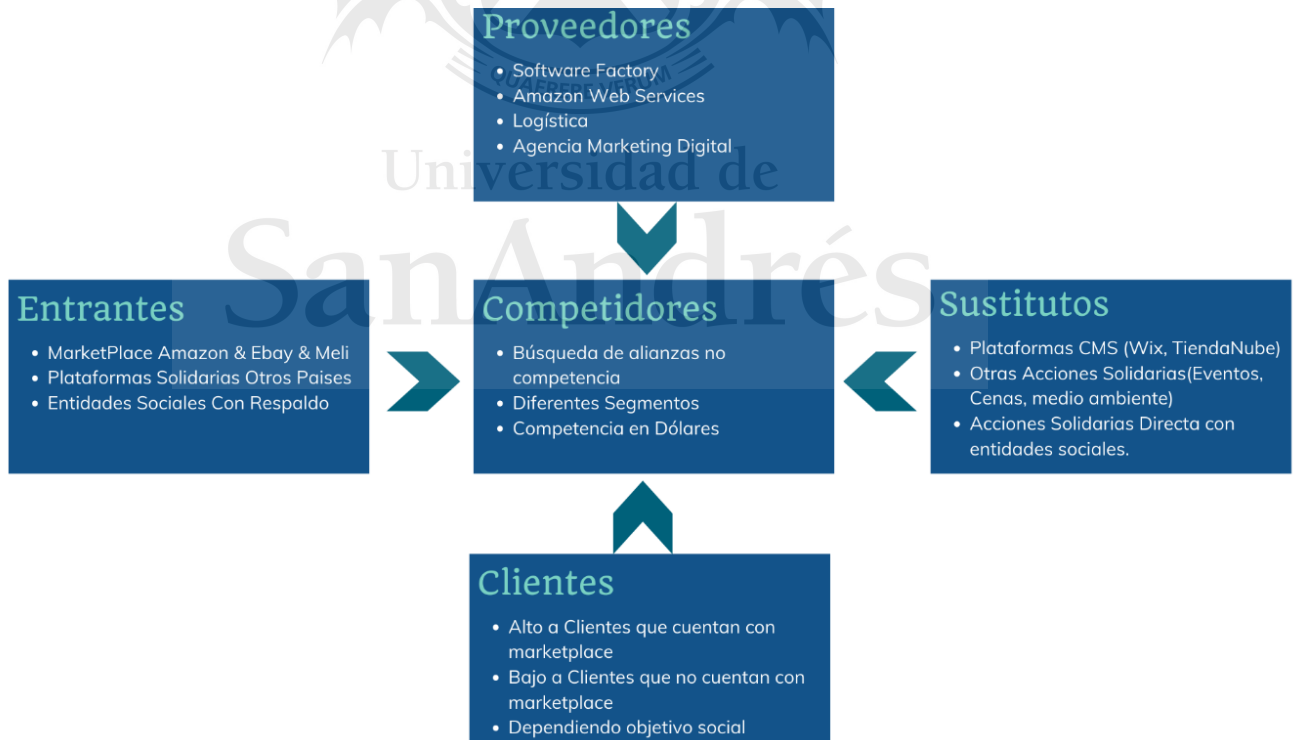 Proveedores
• Software Factory
• Amazon Web Services
• Logística
• Agencia Marketing Digital
QUAERERE VERUM
Universidad de
SanAndrés
Entrantes
• MarketPlace Amazon & Ebay & Meli
• Plataformas Solidarias Otros Paises
• Entidades Sociales Con Respaldo
Competidores
• Búsqueda de alianzas no
competencia
• Diferentes Segmentos
• Competencia en Dólares
Sustitutos
• Plataformas CMS (Wix, TiendaNube)
• Otras Acciones Solidarias(Eventos,
Cenas, medio ambiente)
• Acciones Solidarias Directa con
entidades sociales.
Clientes
• Alto a Clientes que cuentan con
marketplace
• Bajo a Clientes que no cuentan con
marketplace
• Dependiendo objetivo social